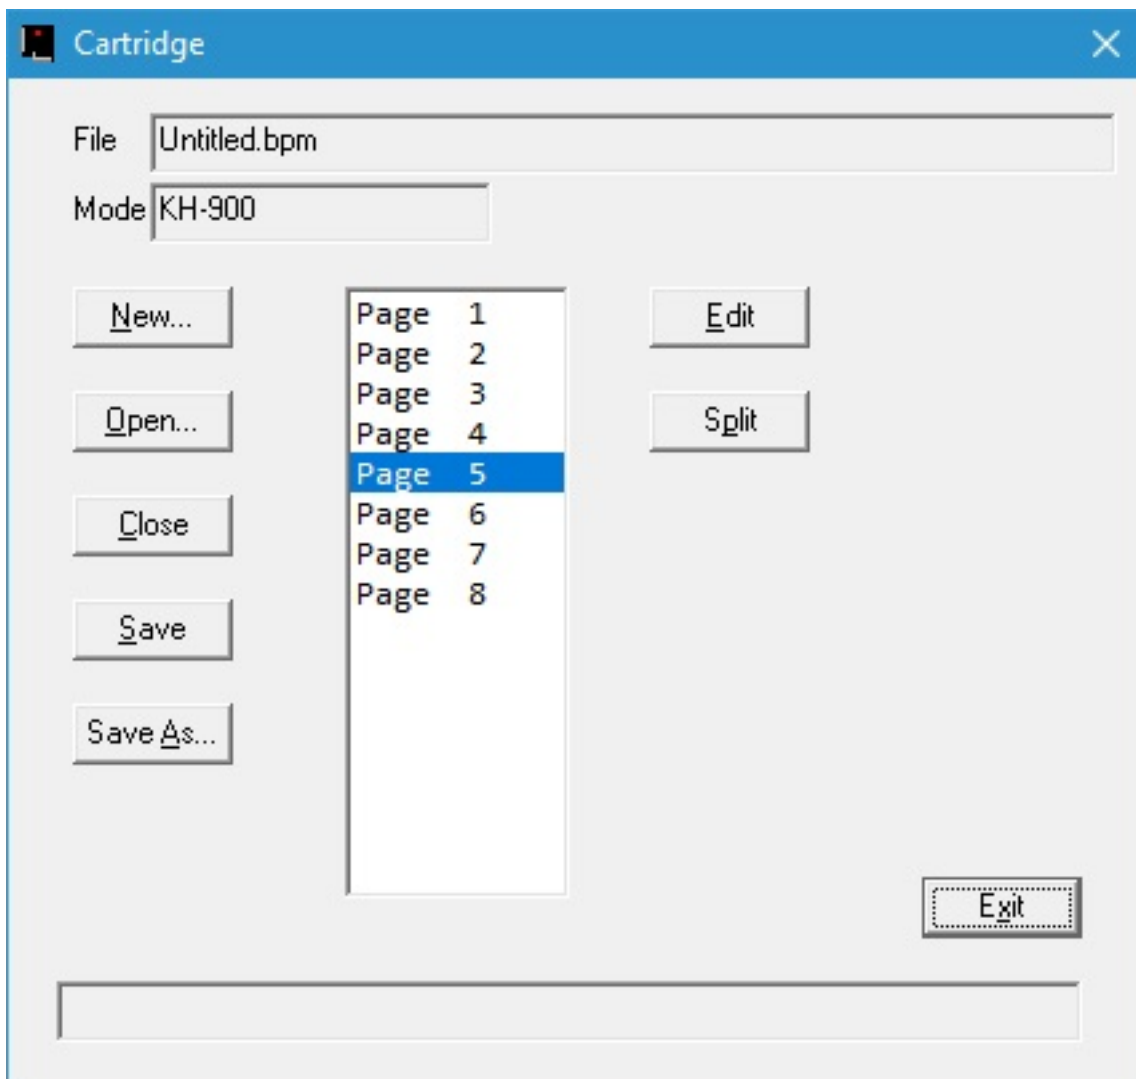 Cartridge
File Untitled.bpm
Mode KH-900
New...
Open...
Close
Save
Save As...
Page 1
Page 2
Page 3
Page 4
Page 5
Page 6
Page 7
Page 8
Edit
Split
Exit